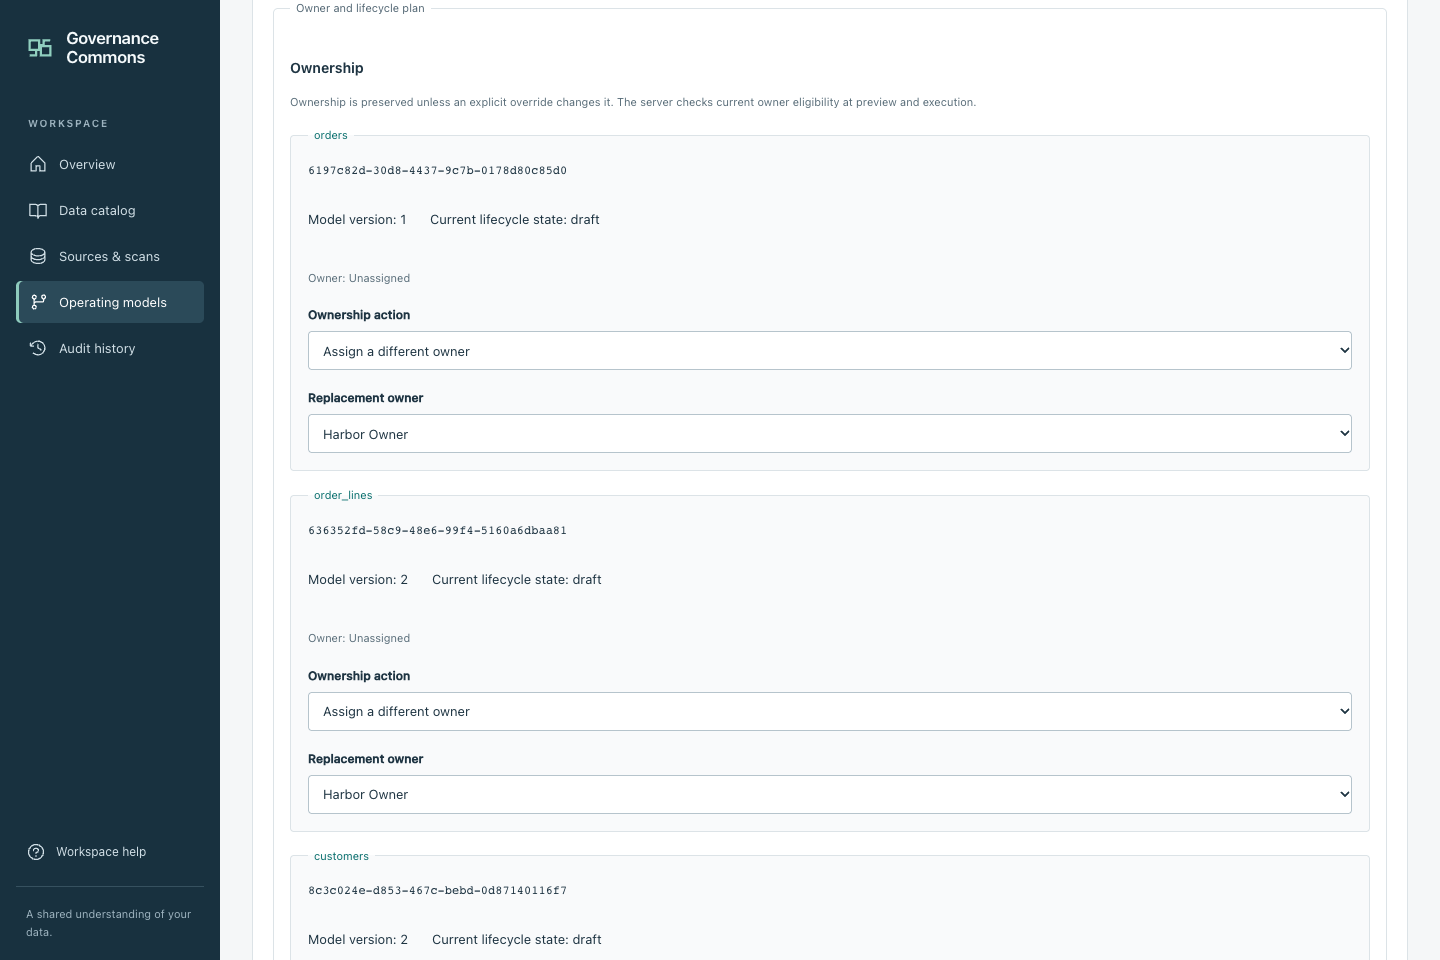 Governance
Commons
WORKSPACE
Overview
Data catalog
Sources & scans
Operating models
Audit history
Workspace help
A shared understanding of your
data.
Owner and lifecycle plan
Ownership
Ownership is preserved unless an explicit override changes it. The server checks current owner eligibility at preview and execution.
orders
6197c82d-30d8-4437-9c7b-0178d80c85d0
Model version: 1 Current lifecycle state: draft
Owner: Unassigned
Ownership action
Assign a different owner
Replacement owner
Harbor Owner
order_lines
636352fd-58c9-48e6-99f4-5160a6dbaa81
Model version: 2 Current lifecycle state: draft
Owner: Unassigned
Ownership action
Assign a different owner
Replacement owner
Harbor Owner
customers
8c3c024e-d853-467c-bebd-0d87140116f7
Model version: 2 Current lifecycle state: draft